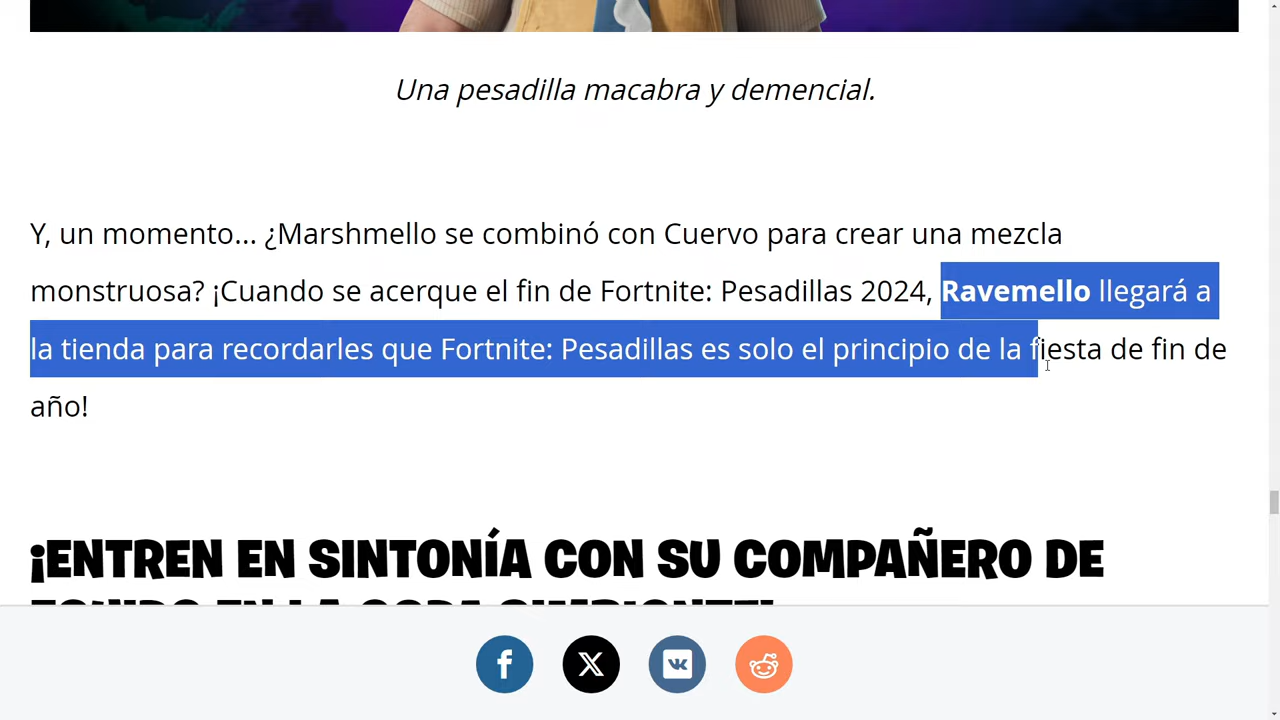 Una pesadilla macabra y demencial.
Y, un momento... ¿Marshmello se combinó con Cuervo para crear una mezcla
monstruosa? ¡Cuando se acerque el fin de Fortnite: Pesadillas 2024, Ravemello llegará a
la tienda para recordarles que Fortnite: Pesadillas es solo el principio de la fiesta de fin de
año!
¡ENTREN EN SINTONÍA CON SU COMPAÑERO DE